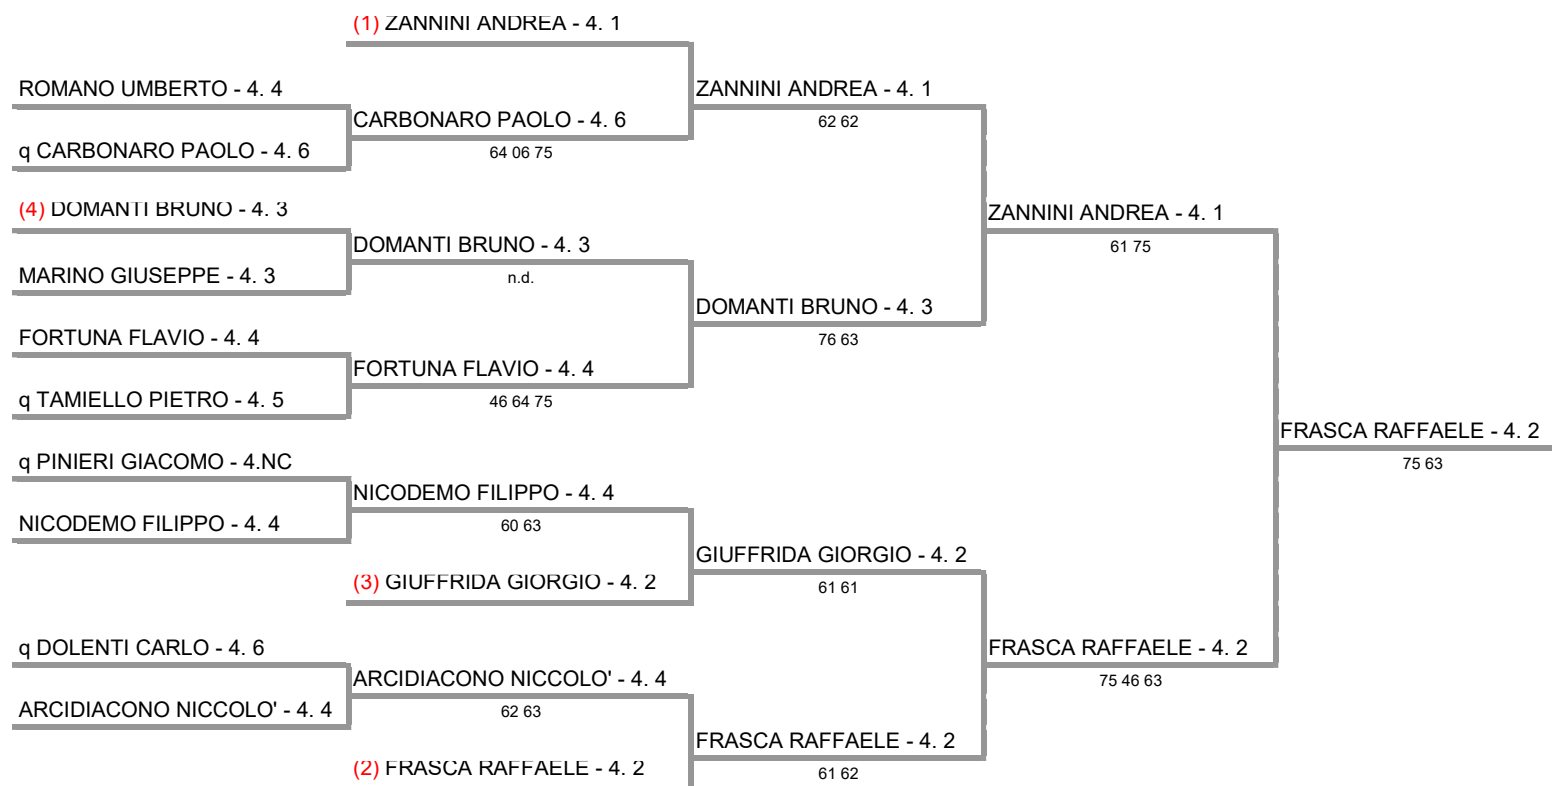 (1) ZANNINI ANDREA - 4. 1
ROMANO UMBERTO - 4. 4
ZANNINI ANDREA - 4. 1
CARBONARO PAOLO - 4. 6
62 62
q CARBONARO PAOLO - 4. 6
64 06 75
(4) DOMANTI BRUNO - 4. 3
ZANNINI ANDREA - 4. 1
DOMANTI BRUNO - 4. 3
61 75
MARINO GIUSEPPE - 4. 3
n.d.
DOMANTI BRUNO - 4. 3
FORTUNA FLAVIO - 4. 4
76 63
FORTUNA FLAVIO - 4. 4
q TAMIELLO PIETRO - 4. 5
46 64 75
FRASCA RAFFAELE - 4. 2
q PINIERI GIACOMO - 4.NC
75 63
NICODEMO FILIPPO - 4. 4
NICODEMO FILIPPO - 4. 4
60 63
GIUFFRIDA GIORGIO - 4. 2
(3) GIUFFRIDA GIORGIO - 4. 2
61 61
q DOLENTI CARLO - 4. 6
FRASCA RAFFAELE - 4. 2
ARCIDIACONO NICCOLO' - 4. 4
75 46 63
ARCIDIACONO NICCOLO' - 4. 4
62 63
FRASCA RAFFAELE - 4. 2
(2) FRASCA RAFFAELE - 4. 2
61 62